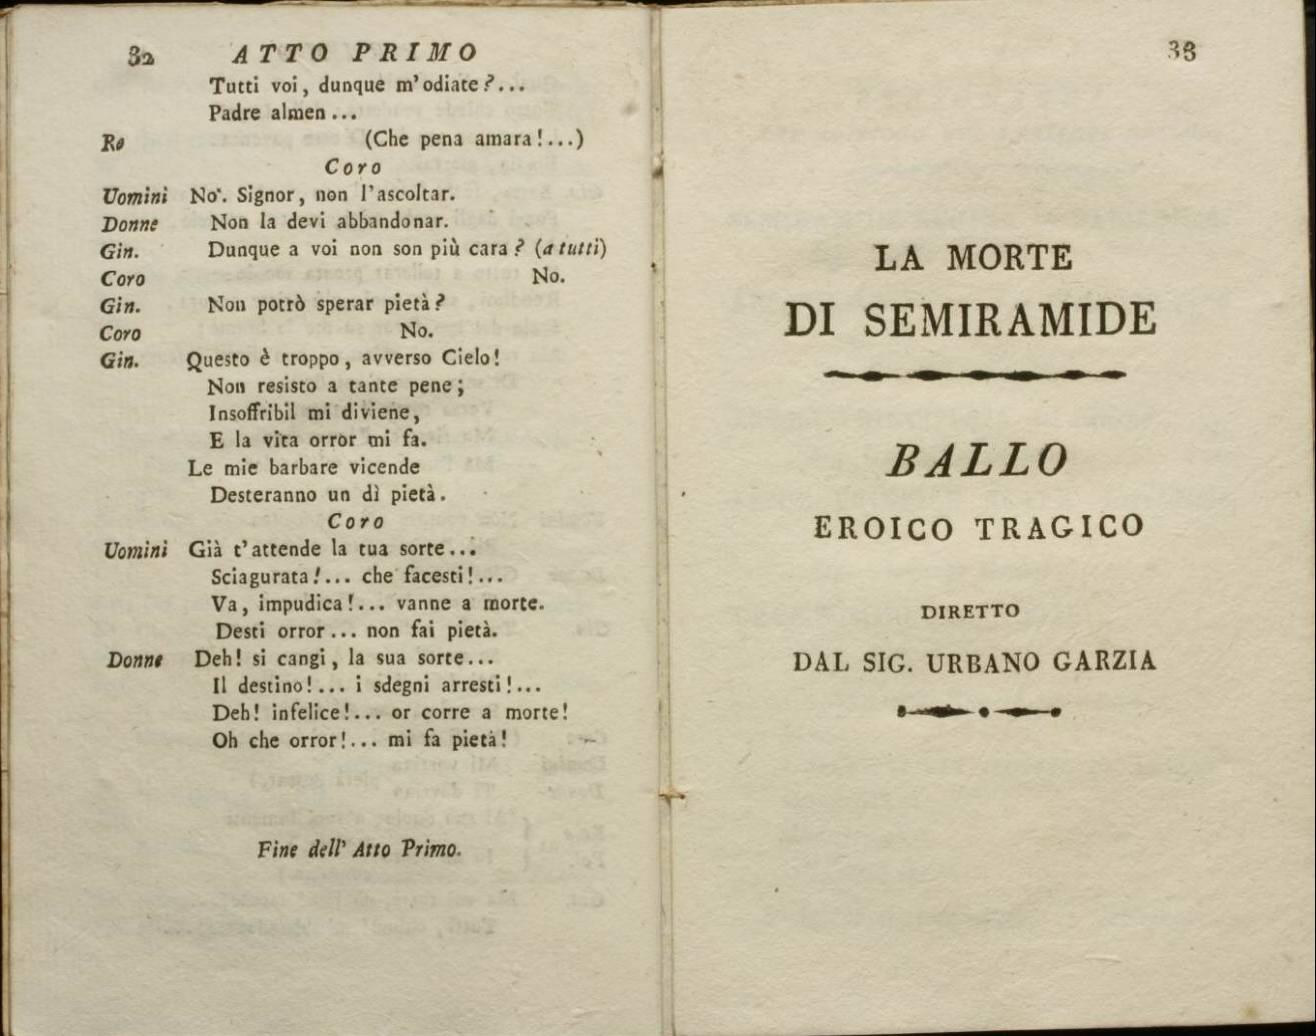 32 ATTO PRIMO
Tutti voi, dunque m'odiate?...
Padre almen...
Re (Che pena amara!...)
Coro
Uomini No. Signor, non l'ascoltar.
Donne Non la devi abbandonar.
Gin. Dunque a voi non son più cara? (a tutti)
Coro No.
Gin. Non potrò sperar pietà?
Coro No.
Gin. Questo è troppo, avverso Cielo!
Non resisto a tante pene;
Insoffribil mi diviene,
E la vita orror mi fa.
Le mie barbare vicende
Desteranno un dì pietà.
Coro
Uomini Già t'attende la tua sorte...
Sciagurata!... che facesti!...
Va, impudica!... vanne a morte.
Desti orror... non fai pietà.
Donne Deh! si cangi, la sua sorte...
Il destino!... i sdegni arresti!...
Deh! infelice!... or corre a morte!
Oh che orror!... mi fa pietà!
Fine dell' Atto Primo.
33
LA MORTE
DI SEMIRAMIDE
BALLO
EROICO TRAGICO
DIRETTO
DAL SIG. URBANO GARZIA